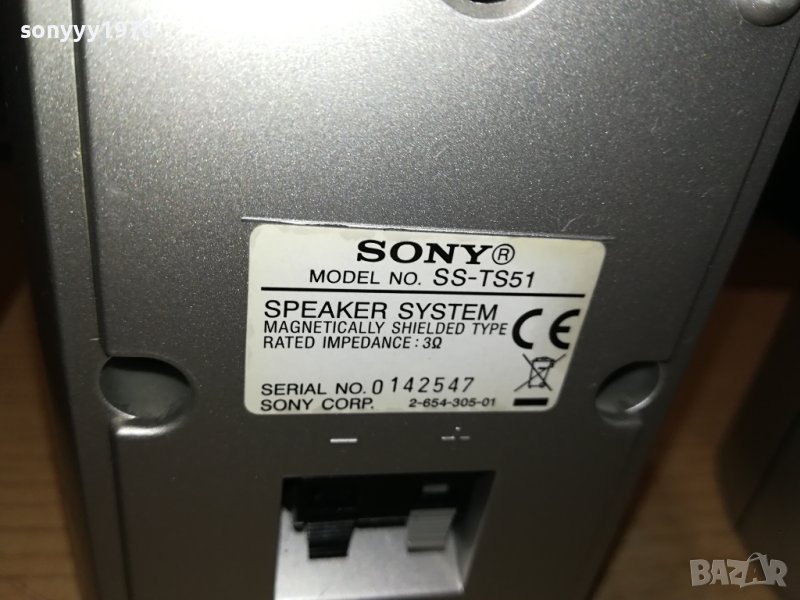 sonyyy1970
SONY®
MODEL NO. SS-TS51
SPEAKER SYSTEM
MAGNETICALLY SHIELDED TYPE
RATED IMPEDANCE : 3Ω
CE
SERIAL NO. 0142547
SONY CORP. 2-654-305-01
− +
BAZAR